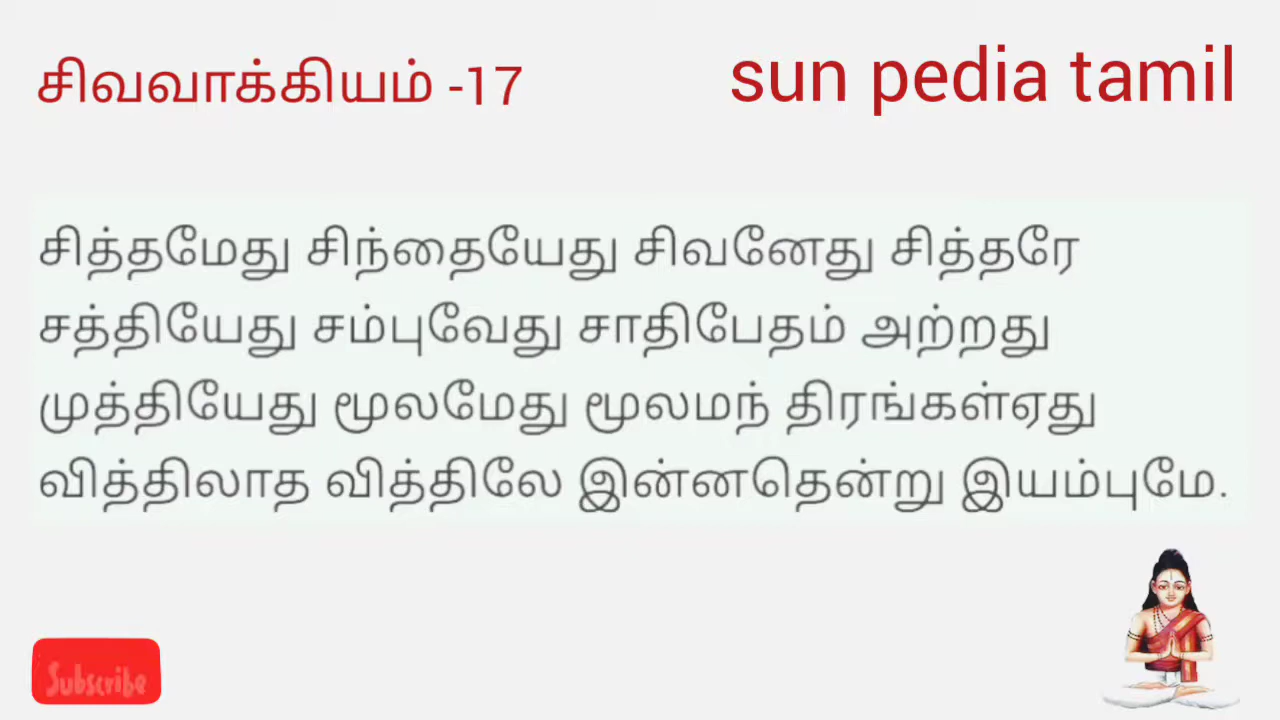 சிவவாக்கியம் -17
sun pedia tamil
சித்தமேது சிந்தையேது சிவனேது சித்தரே
சத்தியேது சம்புவேது சாதிபேதம் அற்றது
முத்தியேது மூலமேது மூலமந் திரங்கள்ஏது
வித்திலாத வித்திலே இன்னதென்று இயம்புமே.
Subscribe